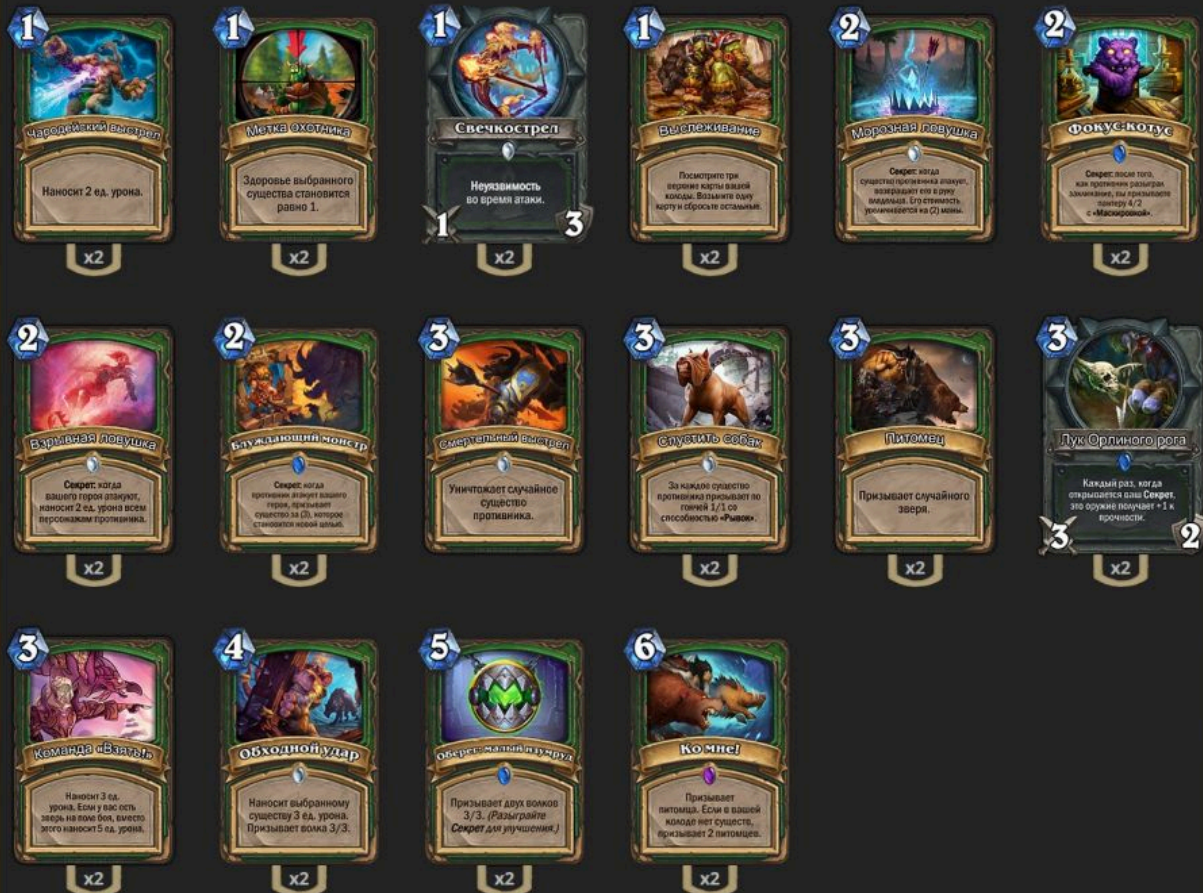 1
Чародейский выстрел
Наносит 2 ед. урона.
x2
1
Метка охотника
Здоровье выбранного
существа становится
равно 1.
x2
1
Свечкострел
Неуязвимость
во время атаки.
1
3
x2
1
Выслеживание
Посмотрите три
верхние карты вашей
колоды. Возьмите одну
карту и сбросьте остальные.
x2
2
Морозная ловушка
Секрет: когда
существо противника атакует,
возвращает его в руку
владельца. Его стоимость
увеличивается на (2) маны.
2
Фокус-котус
Секрет: после того,
как противник разыграл
заклинание, вы призываете
пантеру 4/2
с «Маскировкой».
x2
2
Взрывная ловушка
Секрет: когда
вашего героя атакуют,
наносит 2 ед. урона всем
персонажам противника.
x2
2
Блуждающий монстр
Секрет: когда
противник атакует вашего
героя, призывает
существо за (3), которое
становится новой целью.
x2
3
Смертельный выстрел
Уничтожает случайное
существо
противника.
3
Спустить собак
За каждое существо
противника призывает по
гончей 1/1 со
способностью «Рывок».
x2
3
Питомец
Призывает случайного
зверя.
x2
3
Лук Орлиного рога
Каждый раз, когда
открывается ваш Секрет,
это оружие получает +1 к
прочности.
3
2
x2
3
Команда «Взять!»
Наносит 3 ед.
урона. Если у вас есть
зверь на поле боя, вместо
этого наносит 5 ед. урона.
x2
4
Обходной удар
Наносит выбранному
существу 3 ед. урона.
Призывает волка 3/3.
x2
5
Оберег: малый изумруд
Призывает двух волков
3/3. (Разыграйте
Секрет для улучшения.)
x2
6
Ко мне!
Призывает
питомца. Если в вашей
колоде нет существ,
призывает 2 питомцев.
x2